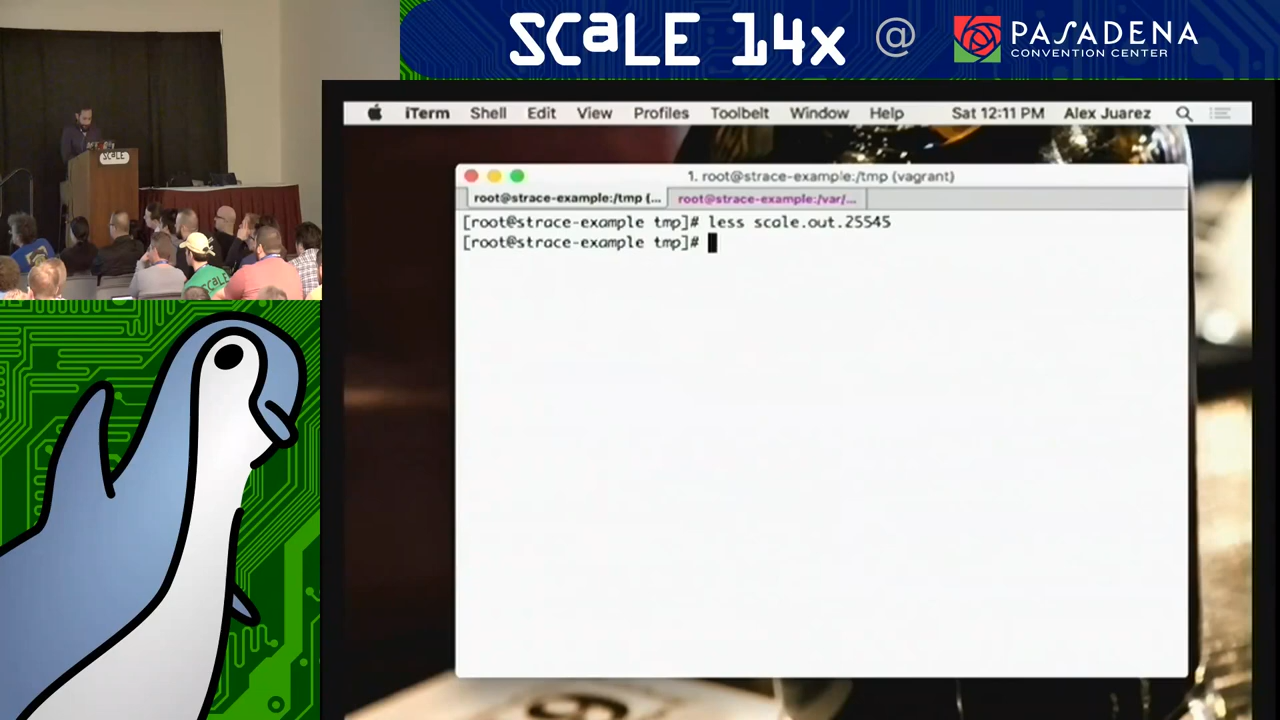 SCaLE 14x @ PASADENA
CONVENTION CENTER
iTerm Shell Edit View Profiles Toolbelt Window Help Sat 12:11 PM Alex Juarez
1. root@strace-example:/tmp (vagrant)
root@strace-example:/tmp (... root@strace-example:/var/...
[root@strace-example tmp]# less scale.out.25545
[root@strace-example tmp]#
SCaLE
SCaLE